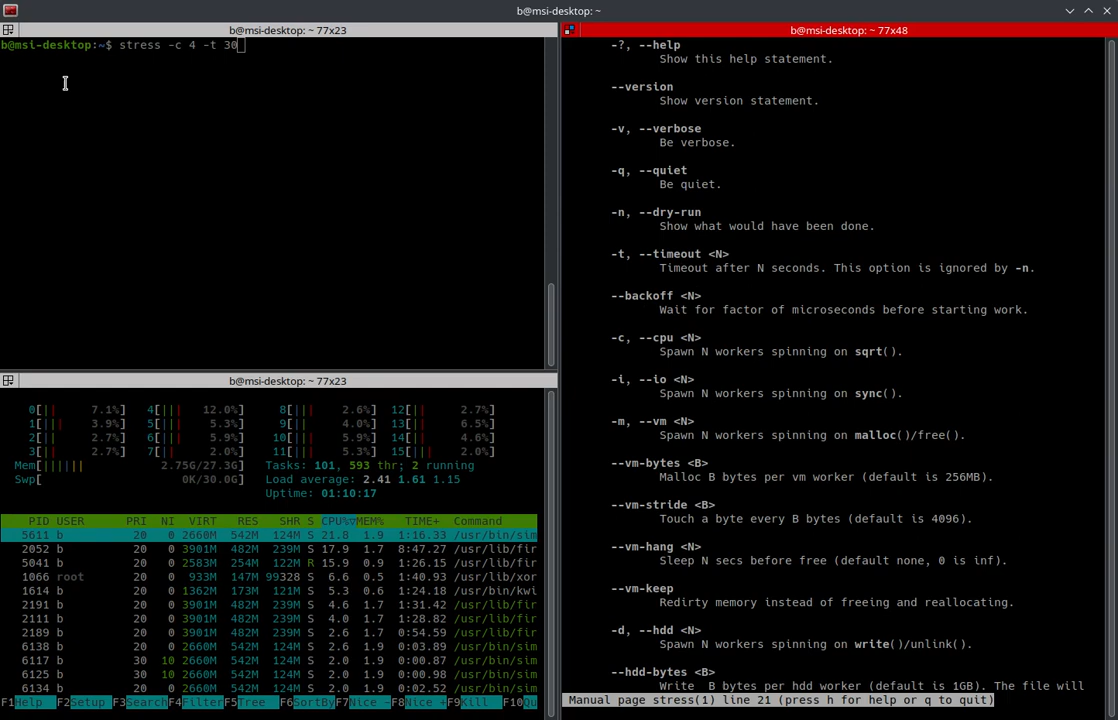 b@msi-desktop: ~
b@msi-desktop: ~ 77x23
b@msi-desktop:~$ stress -c 4 -t 30
b@msi-desktop: ~ 77x23
0[|| 7.1%] 4[||| 12.0%] 8[||| 2.6%] 12[|| 2.7%]
1[||| 3.9%] 5[||| 5.3%] 9[|| 4.0%] 13[||| 6.5%]
2[|| 2.7%] 6[||| 5.9%] 10[||| 5.9%] 14[||| 4.6%]
3[|| 2.7%] 7[|| 2.0%] 11[||| 5.3%] 15[|| 2.0%]
Mem[|||||| 2.75G/27.3G] Tasks: 101, 593 thr; 2 running
Swp[ 0K/30.0G] Load average: 2.41 1.61 1.15
Uptime: 01:10:17
PID USER PRI NI VIRT RES SHR S CPU%▽MEM% TIME+ Command
5611 b 20 0 2660M 542M 124M S 21.8 1.9 1:16.33 /usr/bin/sim
2052 b 20 0 3901M 482M 239M S 17.9 1.7 8:47.27 /usr/lib/fir
5041 b 20 0 2583M 254M 122M R 15.9 0.9 1:26.15 /usr/lib/fir
1066 root 20 0 933M 147M 99328 S 6.6 0.5 1:40.93 /usr/lib/xor
1614 b 20 0 1362M 173M 121M S 5.3 0.6 1:24.18 /usr/bin/kwi
2191 b 20 0 3901M 482M 239M S 4.6 1.7 1:31.42 /usr/lib/fir
2111 b 20 0 3901M 482M 239M S 4.0 1.7 1:28.82 /usr/lib/fir
2189 b 20 0 3901M 482M 239M S 2.6 1.7 0:54.59 /usr/lib/fir
6138 b 20 0 2660M 542M 124M S 2.6 1.9 0:03.89 /usr/bin/sim
6117 b 30 10 2660M 542M 124M S 2.0 1.9 0:00.87 /usr/bin/sim
6125 b 30 10 2660M 542M 124M S 2.0 1.9 0:00.98 /usr/bin/sim
6134 b 20 0 2660M 542M 124M S 2.0 1.9 0:02.52 /usr/bin/sim
F1Help F2Setup F3SearchF4FilterF5Tree F6SortByF7Nice -F8Nice +F9Kill F10Qu
b@msi-desktop: ~ 77x48
-?, --help
Show this help statement.
--version
Show version statement.
-v, --verbose
Be verbose.
-q, --quiet
Be quiet.
-n, --dry-run
Show what would have been done.
-t, --timeout <N>
Timeout after N seconds. This option is ignored by -n.
--backoff <N>
Wait for factor of microseconds before starting work.
-c, --cpu <N>
Spawn N workers spinning on sqrt().
-i, --io <N>
Spawn N workers spinning on sync().
-m, --vm <N>
Spawn N workers spinning on malloc()/free().
--vm-bytes <B>
Malloc B bytes per vm worker (default is 256MB).
--vm-stride <B>
Touch a byte every B bytes (default is 4096).
--vm-hang <N>
Sleep N secs before free (default none, 0 is inf).
--vm-keep
Redirty memory instead of freeing and reallocating.
-d, --hdd <N>
Spawn N workers spinning on write()/unlink().
--hdd-bytes <B>
Write B bytes per hdd worker (default is 1GB). The file will
Manual page stress(1) line 21 (press h for help or q to quit)